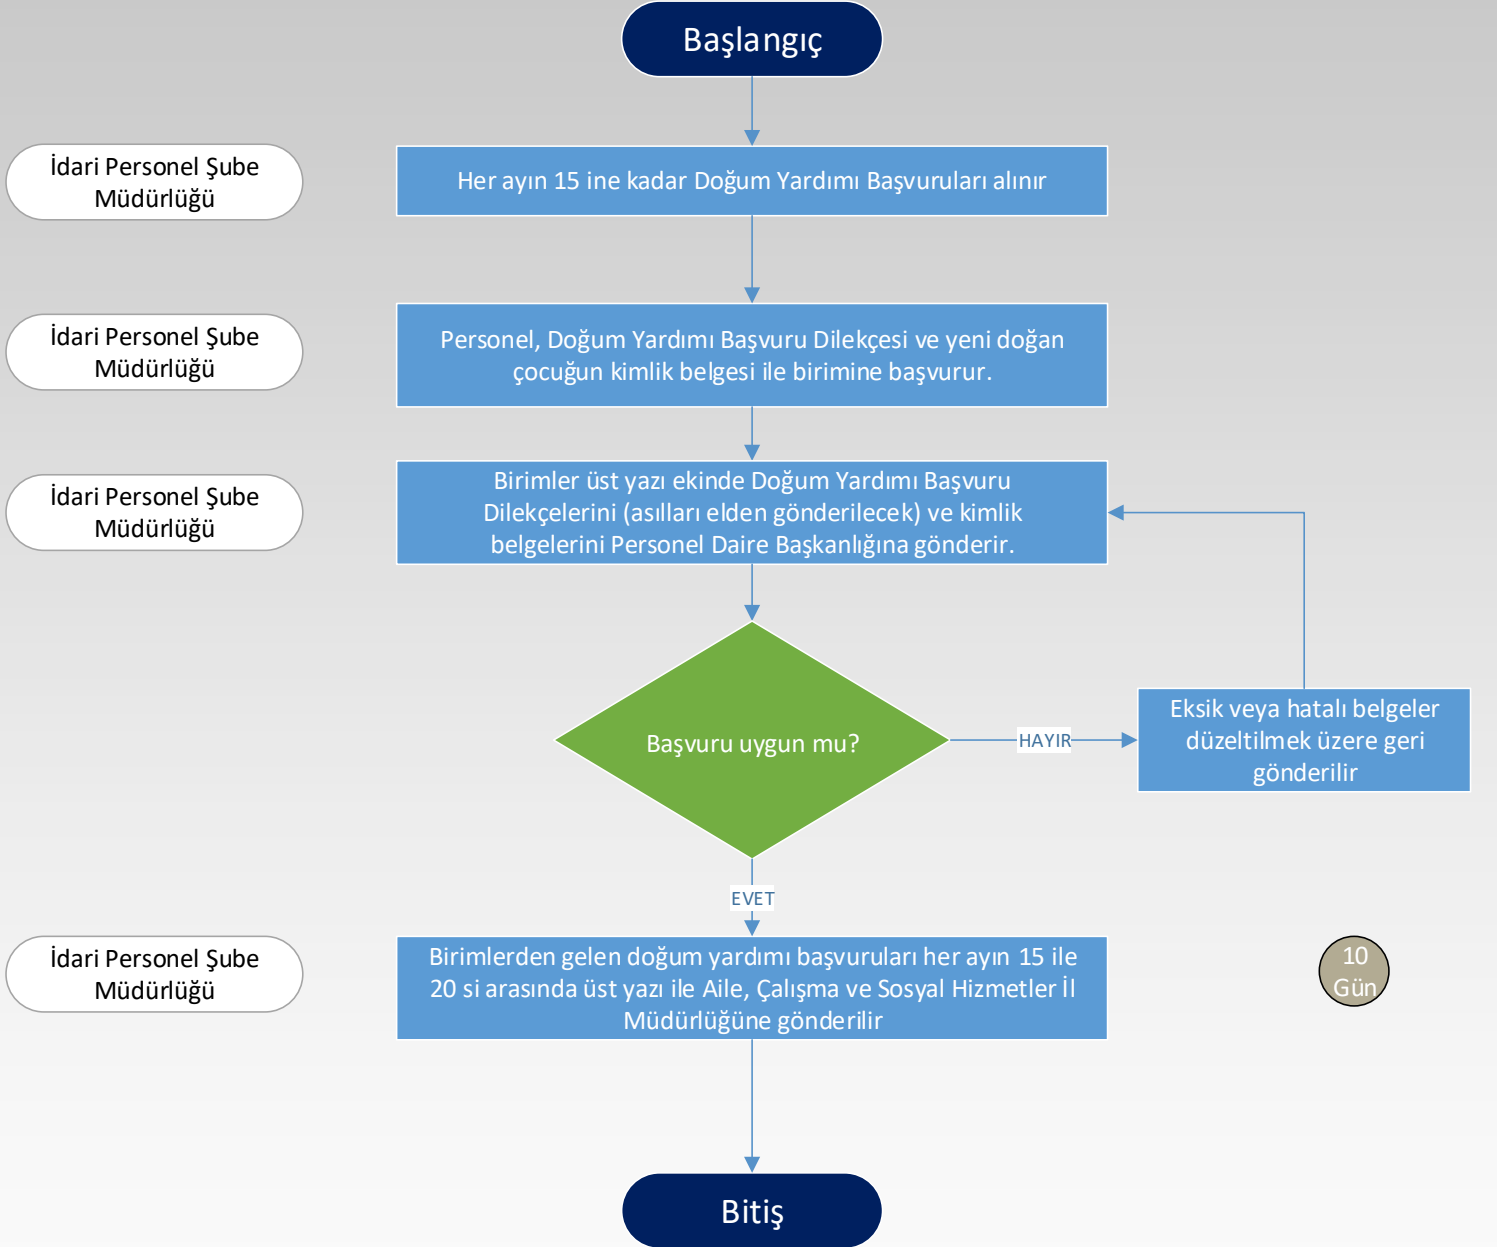 Başlangıç
İdari Personel Şube
Müdürlüğü
Her ayın 15 ine kadar Doğum Yardımı Başvuruları alınır
İdari Personel Şube
Müdürlüğü
Personel, Doğum Yardımı Başvuru Dilekçesi ve yeni doğan
çocuğun kimlik belgesi ile birimine başvurur.
İdari Personel Şube
Müdürlüğü
Birimler üst yazı ekinde Doğum Yardımı Başvuru
Dilekçelerini (asılları elden gönderilecek) ve kimlik
belgelerini Personel Daire Başkanlığına gönderir.
Başvuru uygun mu?
HAYIR
Eksik veya hatalı belgeler
düzeltilmek üzere geri
gönderilir
EVET
İdari Personel Şube
Müdürlüğü
Birimlerden gelen doğum yardımı başvuruları her ayın 15 ile
20 si arasında üst yazı ile Aile, Çalışma ve Sosyal Hizmetler İl
Müdürlüğüne gönderilir
10
Gün
Bitiş